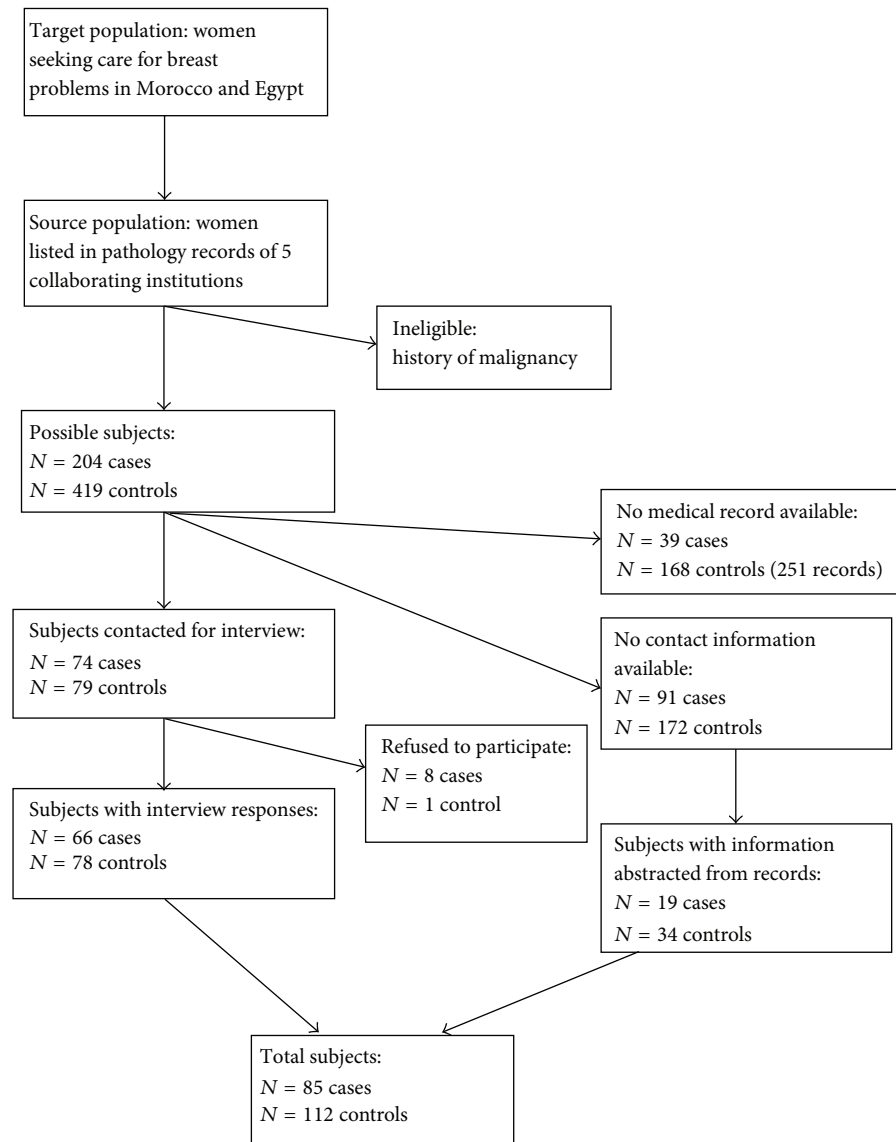 Target population: women
seeking care for breast
problems in Morocco and Egypt
Source population: women
listed in pathology records of 5
collaborating institutions
Ineligible:
history of malignancy
Possible subjects:
N = 204 cases
N = 419 controls
No medical record available:
N = 39 cases
N = 168 controls (251 records)
Subjects contacted for interview:
N = 74 cases
N = 79 controls
No contact information
available:
N = 91 cases
N = 172 controls
Refused to participate:
N = 8 cases
N = 1 control
Subjects with interview responses:
N = 66 cases
N = 78 controls
Subjects with information
abstracted from records:
N = 19 cases
N = 34 controls
Total subjects:
N = 85 cases
N = 112 controls